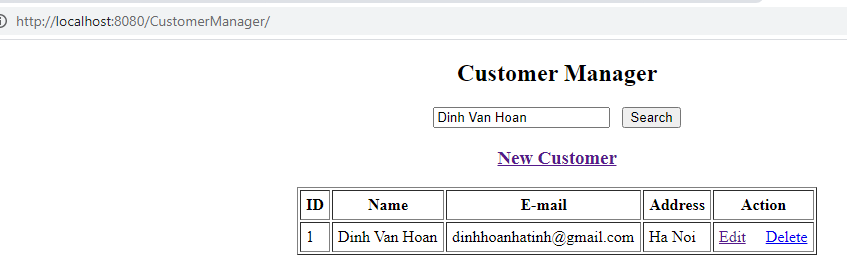 http://localhost:8080/CustomerManager/
Customer Manager
Dinh Van Hoan Search
New Customer
ID Name E-mail Address Action
1 Dinh Van Hoan dinhhoanhatinh@gmail.com Ha Noi Edit Delete